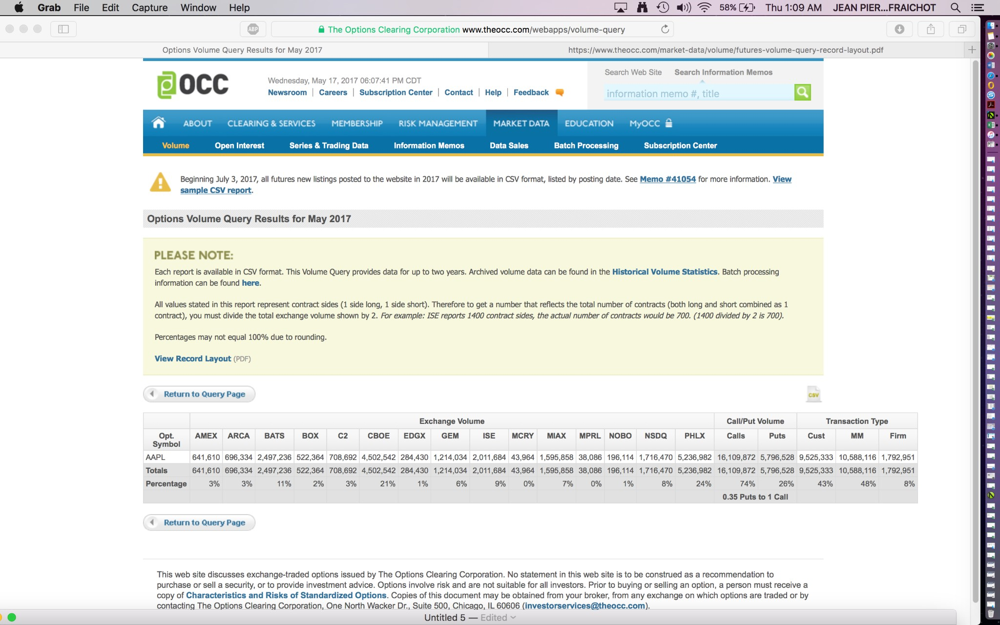 Grab File Edit Capture Window Help 58% Thu 1:09 AM JEAN PIER...FRAICHOT
ABP The Options Clearing Corporation www.theocc.com/webapps/volume-query
Options Volume Query Results for May 2017 https://www.theocc.com/market-data/volume/futures-volume-query-record-layout.pdf
OCC
Wednesday, May 17, 2017 06:07:41 PM CDT
Newsroom | Careers | Subscription Center | Contact | Help | Feedback
Search Web Site Search Information Memos
information memo #, title
ABOUT CLEARING & SERVICES MEMBERSHIP RISK MANAGEMENT MARKET DATA EDUCATION MyOCC
Volume Open Interest Series & Trading Data Information Memos Data Sales Batch Processing Subscription Center
Beginning July 3, 2017, all futures new listings posted to the website in 2017 will be available in CSV format, listed by posting date. See Memo #41054 for more information. View
sample CSV report.
Options Volume Query Results for May 2017
PLEASE NOTE:
Each report is available in CSV format. This Volume Query provides data for up to two years. Archived volume data can be found in the Historical Volume Statistics. Batch processing
information can be found here.
All values stated in this report represent contract sides (1 side long, 1 side short). Therefore to get a number that reflects the total number of contracts (both long and short combined as 1
contract), you must divide the total exchange volume shown by 2. For example: ISE reports 1400 contract sides, the actual number of contracts would be 700. (1400 divided by 2 is 700).
Percentages may not equal 100% due to rounding.
View Record Layout (PDF)
Return to Query Page
CSV
Exchange Volume Call/Put Volume Transaction Type
Opt. Symbol AMEX ARCA BATS BOX C2 CBOE EDGX GEM ISE MCRY MIAX MPRL NOBO NSDQ PHLX Calls Puts Cust MM Firm
AAPL 641,610 696,334 2,497,236 522,364 708,692 4,502,542 284,430 1,214,034 2,011,684 43,964 1,595,858 38,086 196,114 1,716,470 5,236,982 16,109,872 5,796,528 9,525,333 10,588,116 1,792,951
Totals 641,610 696,334 2,497,236 522,364 708,692 4,502,542 284,430 1,214,034 2,011,684 43,964 1,595,858 38,086 196,114 1,716,470 5,236,982 16,109,872 5,796,528 9,525,333 10,588,116 1,792,951
Percentage 3% 3% 11% 2% 3% 21% 1% 6% 9% 0% 7% 0% 1% 8% 24% 74% 26% 43% 48% 8%
0.35 Puts to 1 Call
Return to Query Page
This web site discusses exchange-traded options issued by The Options Clearing Corporation. No statement in this web site is to be construed as a recommendation to
purchase or sell a security, or to provide investment advice. Options involve risk and are not suitable for all investors. Prior to buying or selling an option, a person must receive a
copy of Characteristics and Risks of Standardized Options. Copies of this document may be obtained from your broker, from any exchange on which options are traded or by
contacting The Options Clearing Corporation, One North Wacker Dr., Suite 500, Chicago, IL 60606 (investorservices@theocc.com).
Untitled 5 — Edited